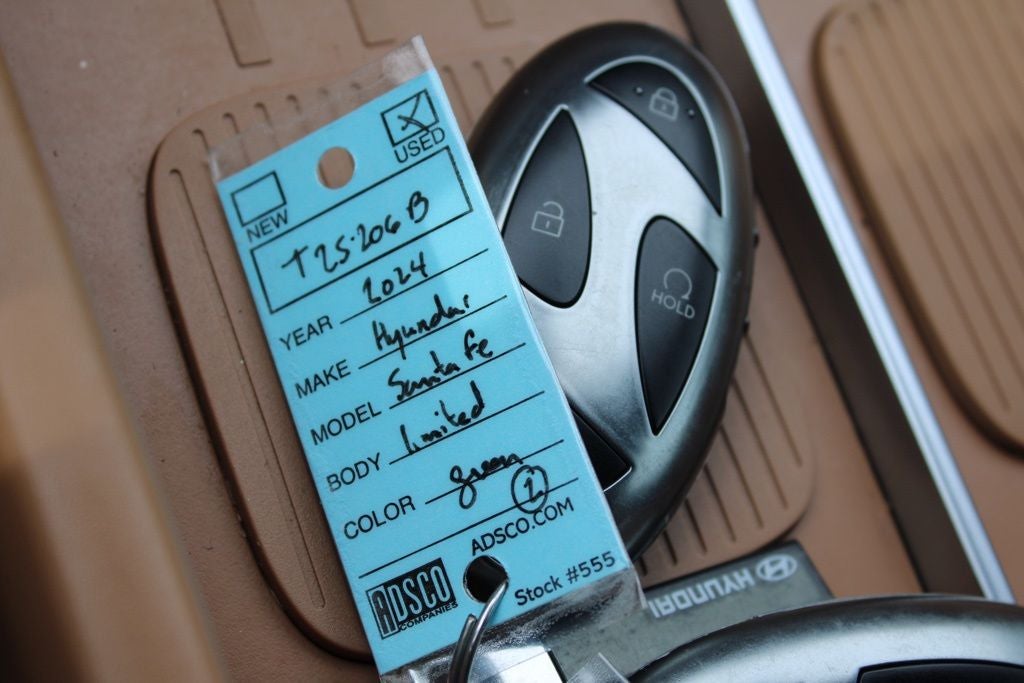 USED
NEW
T25·206B
YEAR 2024
MAKE Hyundai
MODEL Santa Fe
BODY Limited
COLOR green
2
ADSCO.COM
ADSCO
COMPANIES
Stock #555
HOLD
HYUNDAI